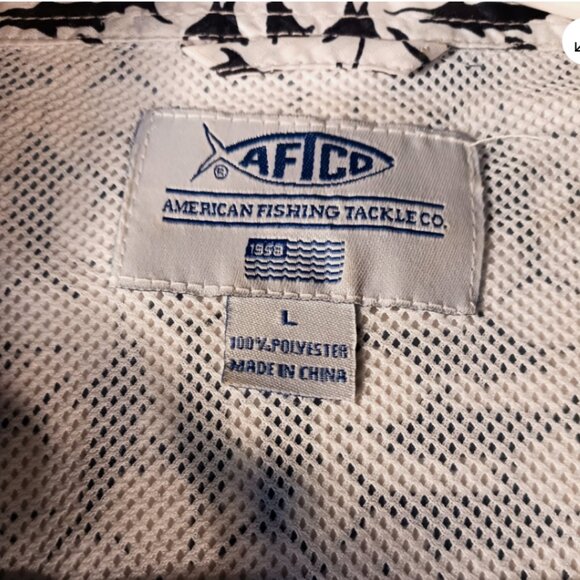 AFTCO
®
AMERICAN FISHING TACKLE CO.
1958
L
100% POLYESTER
MADE IN CHINA